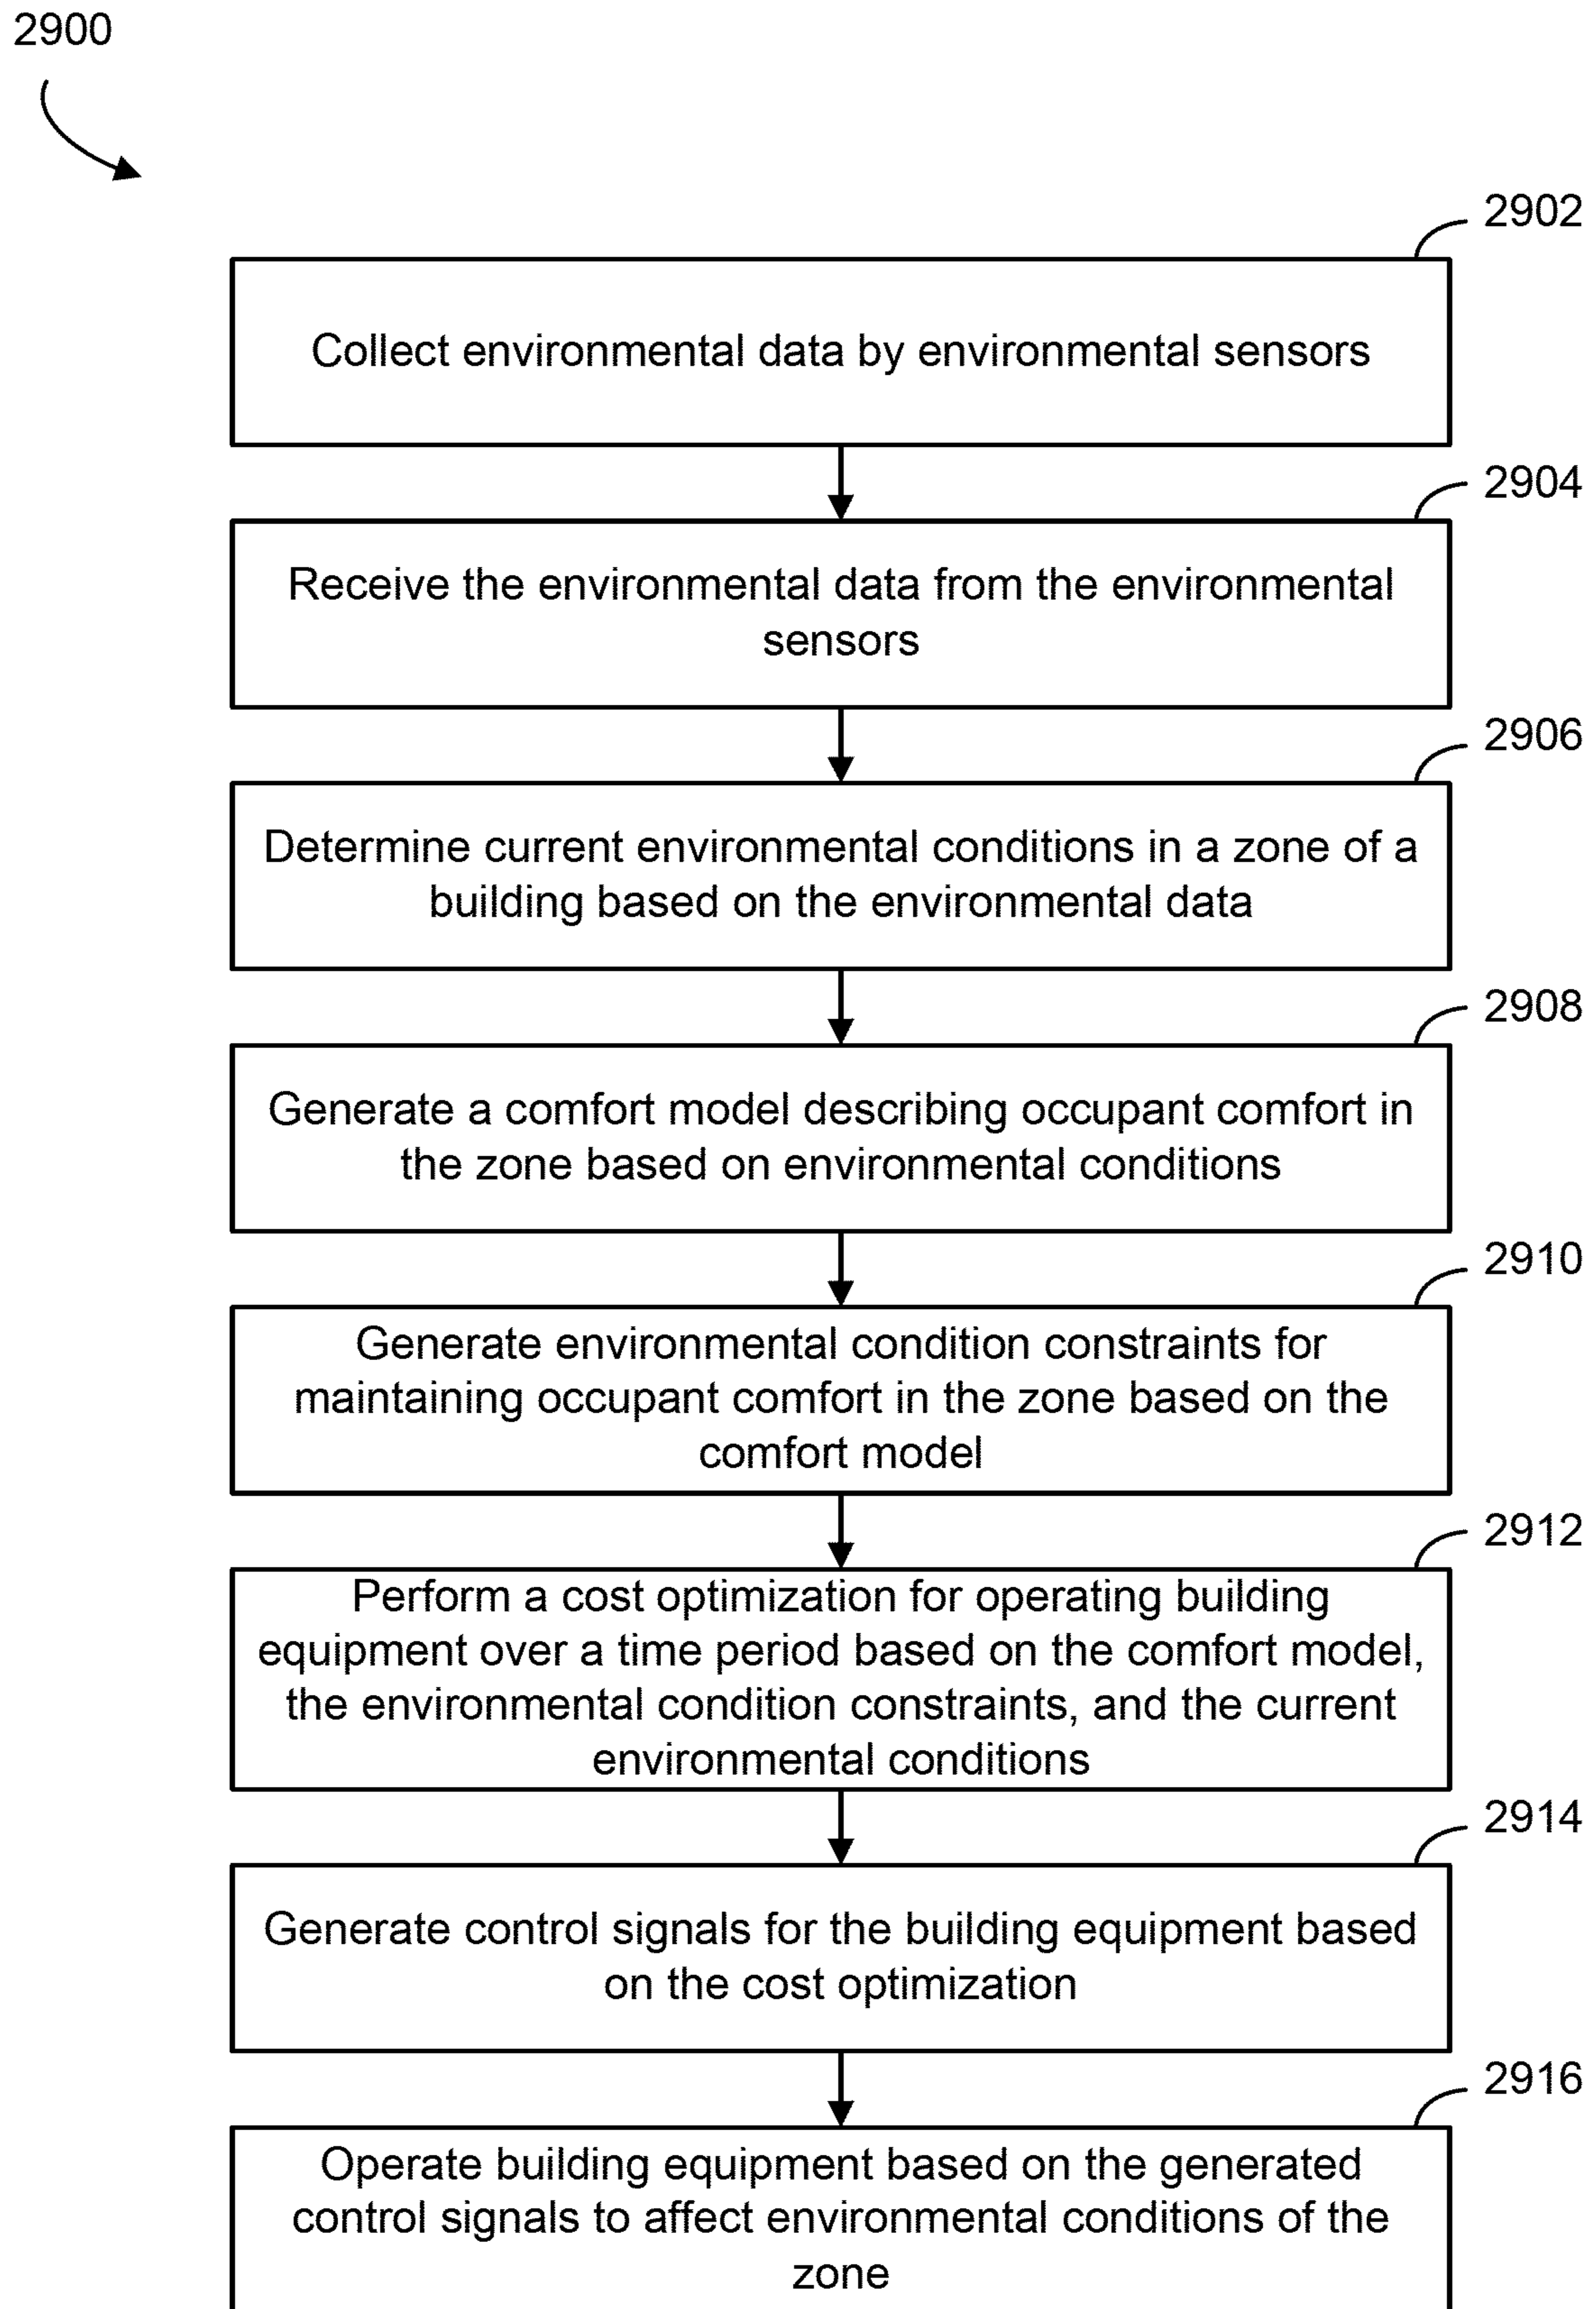 2900
2902
Collect environmental data by environmental sensors
2904
Receive the environmental data from the environmental
sensors
2906
Determine current environmental conditions in a zone of a
building based on the environmental data
2908
Generate a comfort model describing occupant comfort in
the zone based on environmental conditions
2910
Generate environmental condition constraints for
maintaining occupant comfort in the zone based on the
comfort model
2912
Perform a cost optimization for operating building
equipment over a time period based on the comfort model,
the environmental condition constraints, and the current
environmental conditions
2914
Generate control signals for the building equipment based
on the cost optimization
2916
Operate building equipment based on the generated
control signals to affect environmental conditions of the
zone